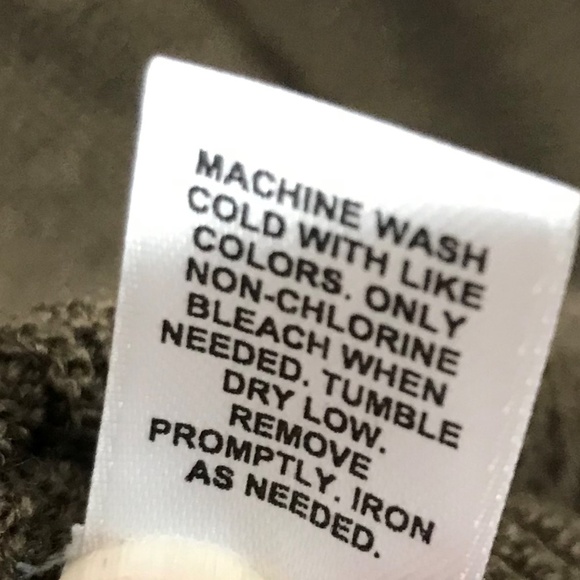 MACHINE WASH
COLD WITH LIKE
COLORS. ONLY
NON-CHLORINE
BLEACH WHEN
NEEDED. TUMBLE
DRY LOW.
REMOVE
PROMPTLY. IRON
AS NEEDED.